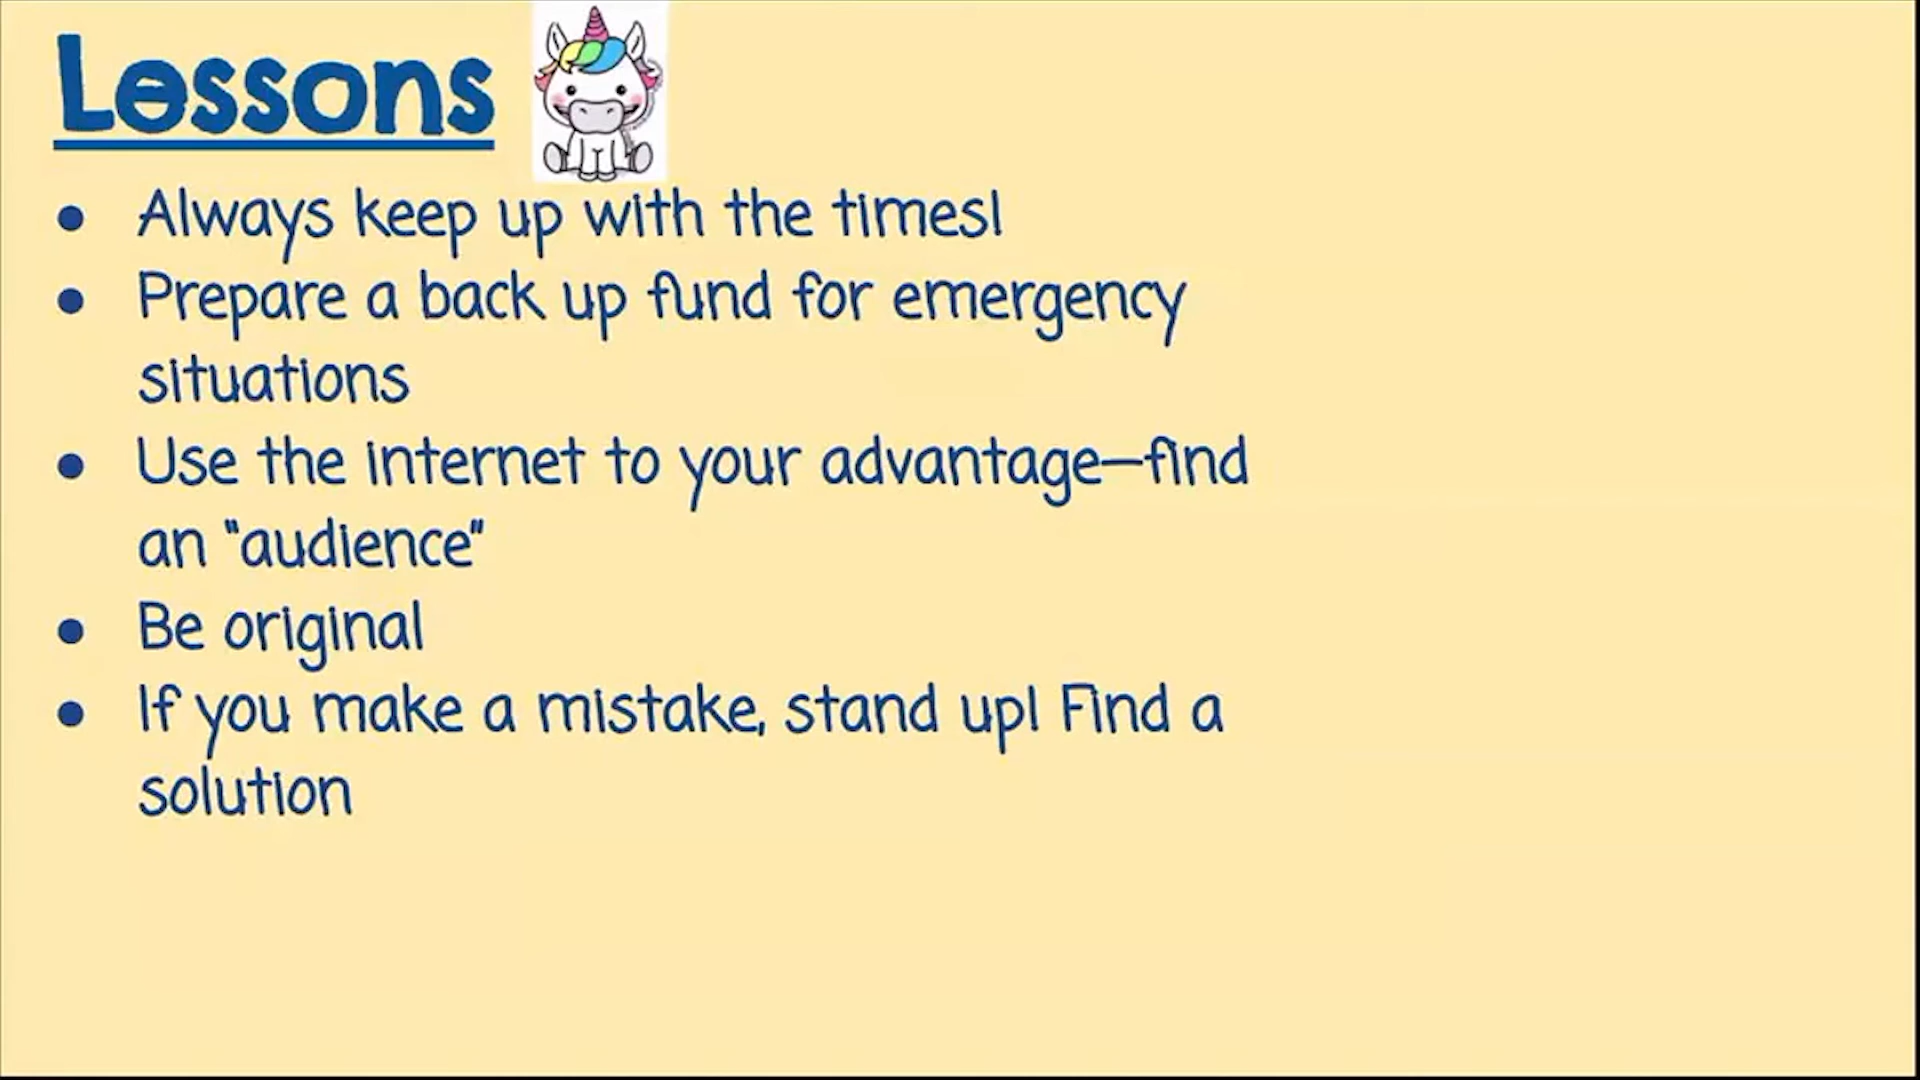 Lessons
• Always keep up with the times!
• Prepare a back up fund for emergency
situations
• Use the internet to your advantage—find
an "audience"
• Be original
• If you make a mistake, stand up! Find a
solution